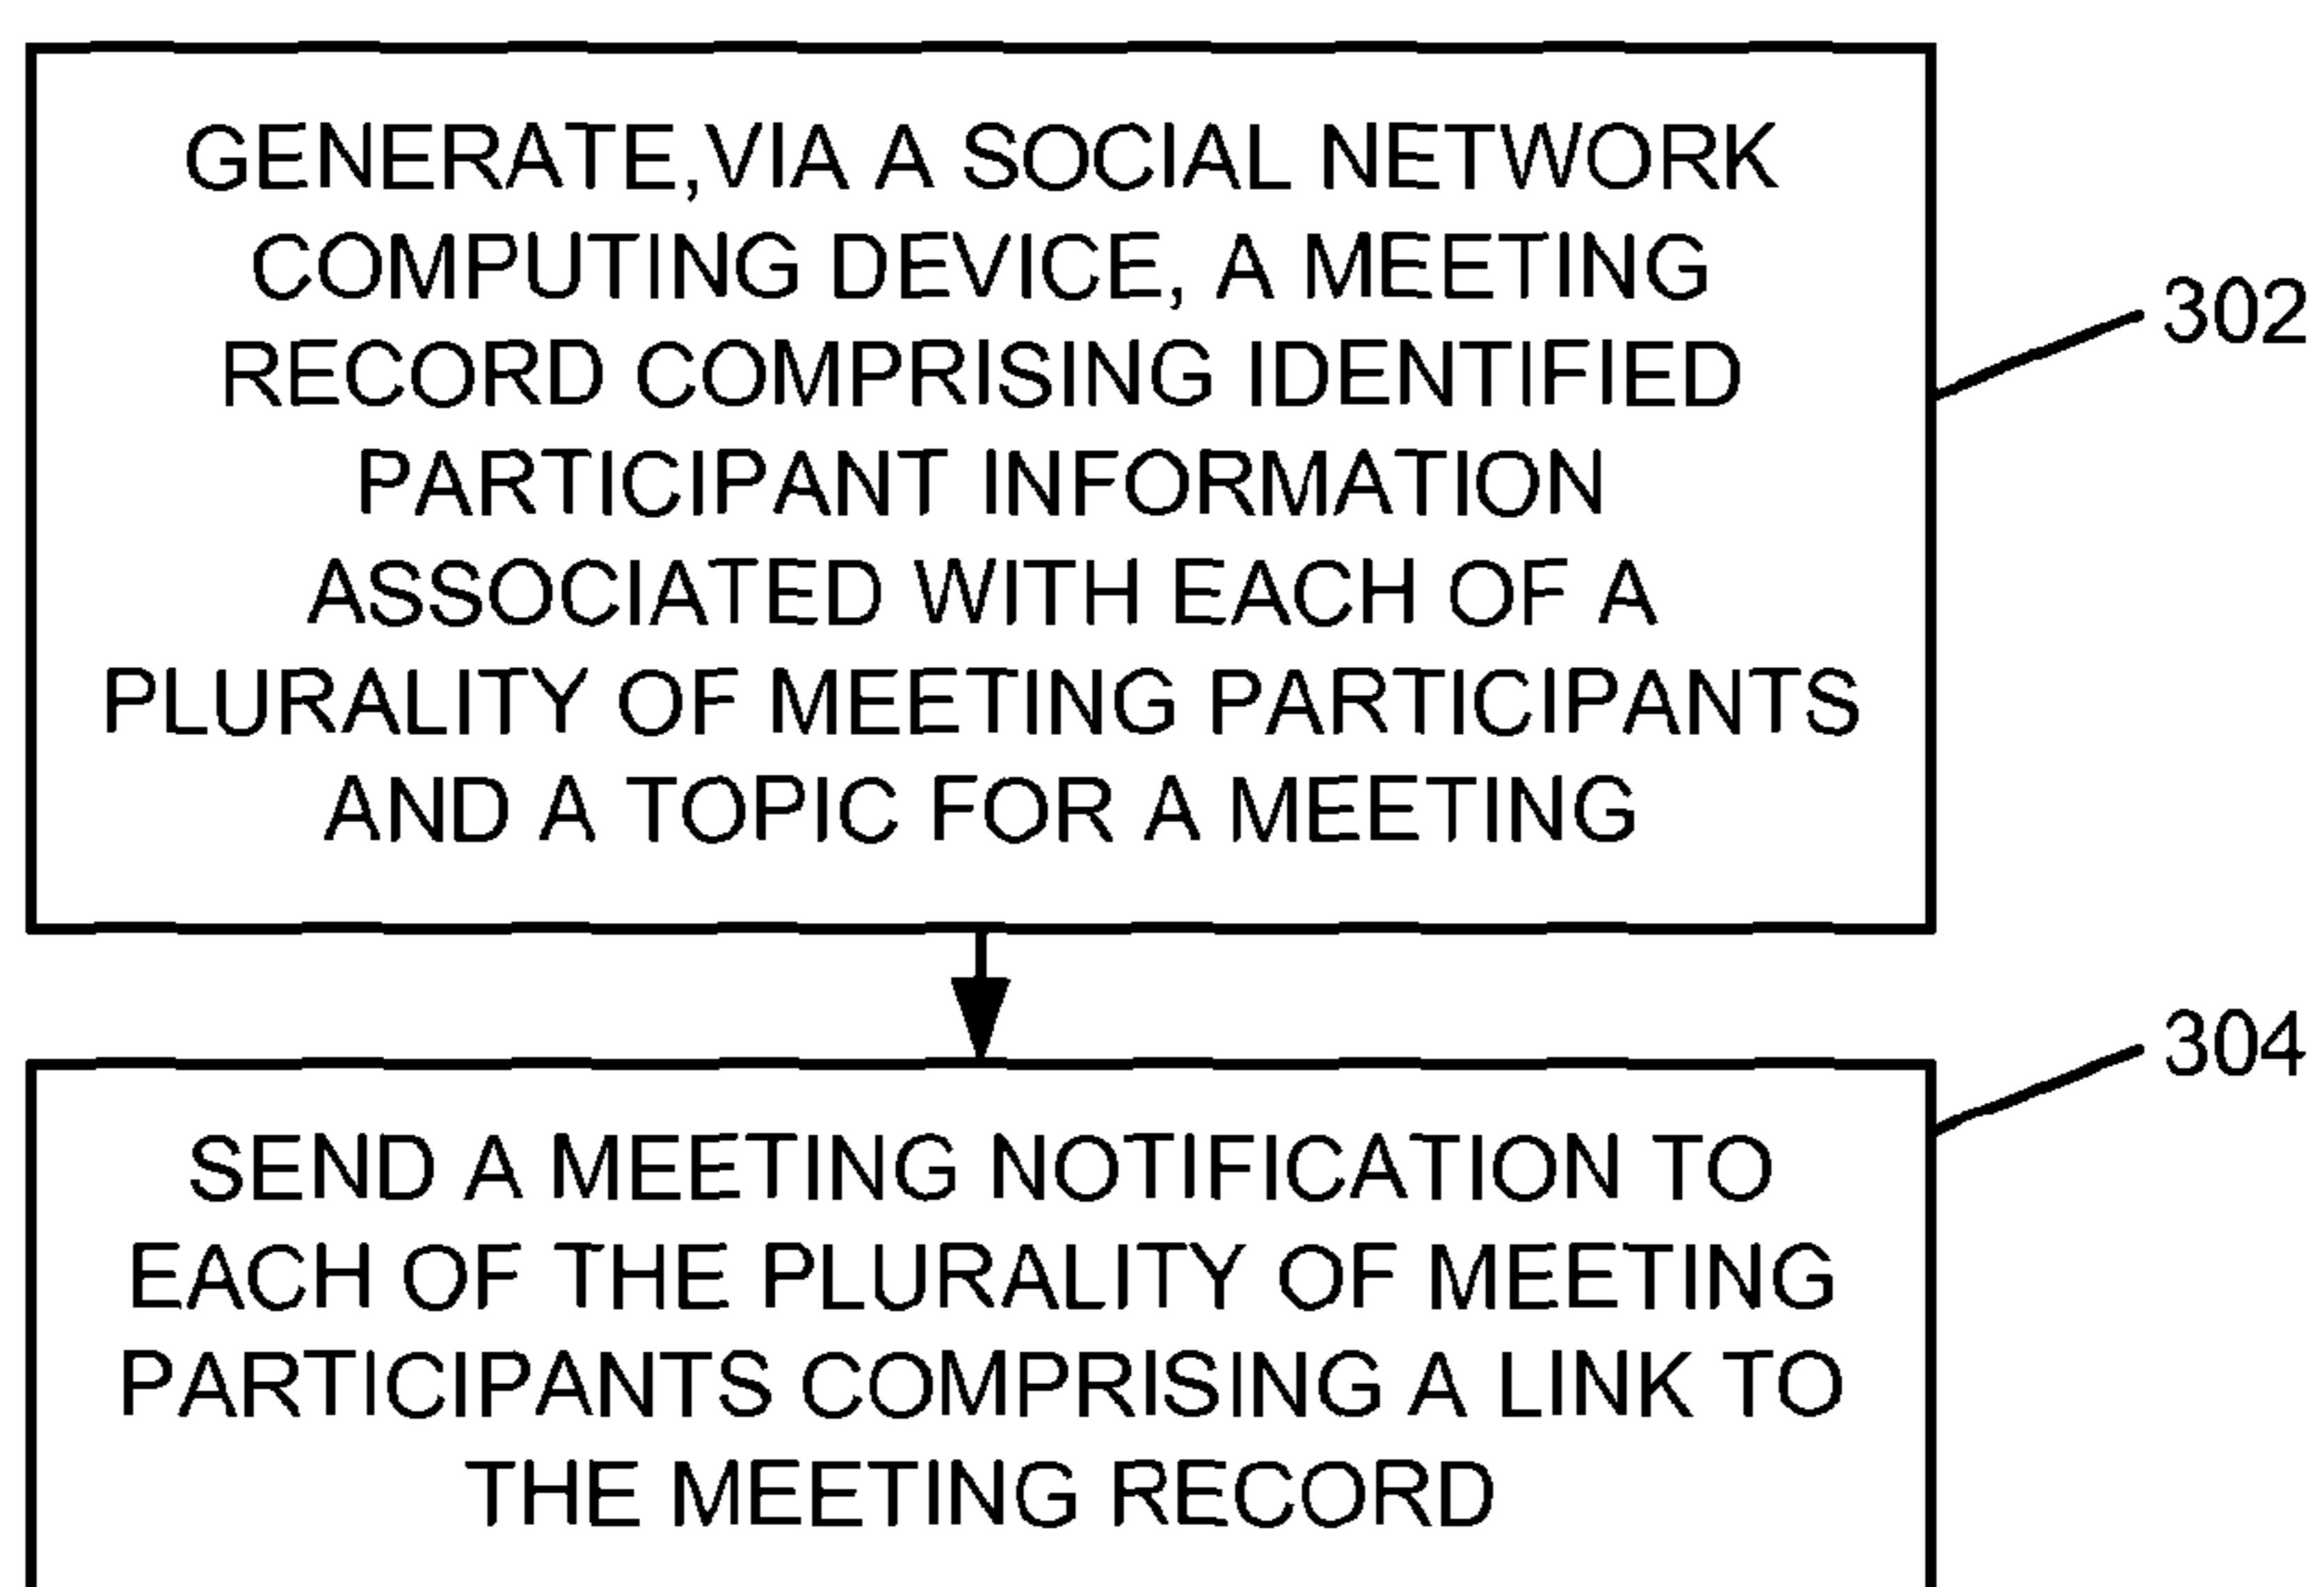 GENERATE,VIA A SOCIAL NETWORK
COMPUTING DEVICE, A MEETING
RECORD COMPRISING IDENTIFIED
PARTICIPANT INFORMATION
ASSOCIATED WITH EACH OF A
PLURALITY OF MEETING PARTICIPANTS
AND A TOPIC FOR A MEETING
302
SEND A MEETING NOTIFICATION TO
EACH OF THE PLURALITY OF MEETING
PARTICIPANTS COMPRISING A LINK TO
THE MEETING RECORD
304